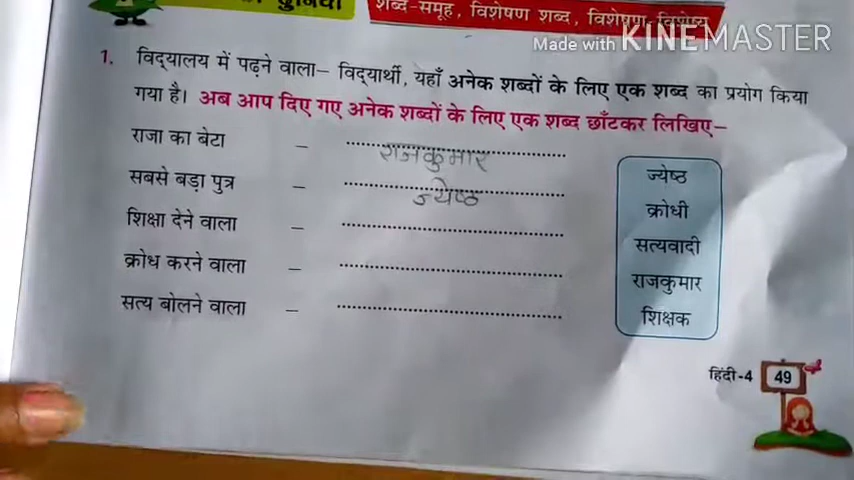 शब्द-समूह, विशेषण शब्द, विशेषण-विशेष्य
Made with KINEMASTER
1. विद्यालय में पढ़ने वाला– विद्यार्थी, यहाँ अनेक शब्दों के लिए एक शब्द का प्रयोग किया
गया है। अब आप दिए गए अनेक शब्दों के लिए एक शब्द छाँटकर लिखिए–
राजा का बेटा – राजकुमार
सबसे बड़ा पुत्र – ज्येष्ठ
शिक्षा देने वाला –
क्रोध करने वाला –
सत्य बोलने वाला –
ज्येष्ठ
क्रोधी
सत्यवादी
राजकुमार
शिक्षक
हिंदी-4 49